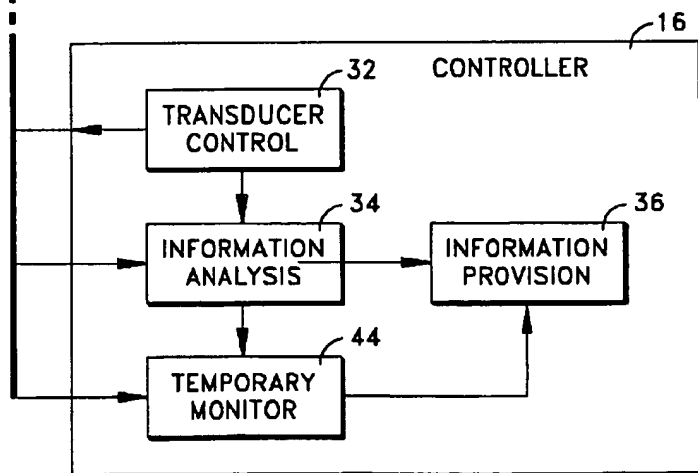 16
CONTROLLER
32
TRANSDUCER
CONTROL
34
INFORMATION
ANALYSIS
36
INFORMATION
PROVISION
44
TEMPORARY
MONITOR